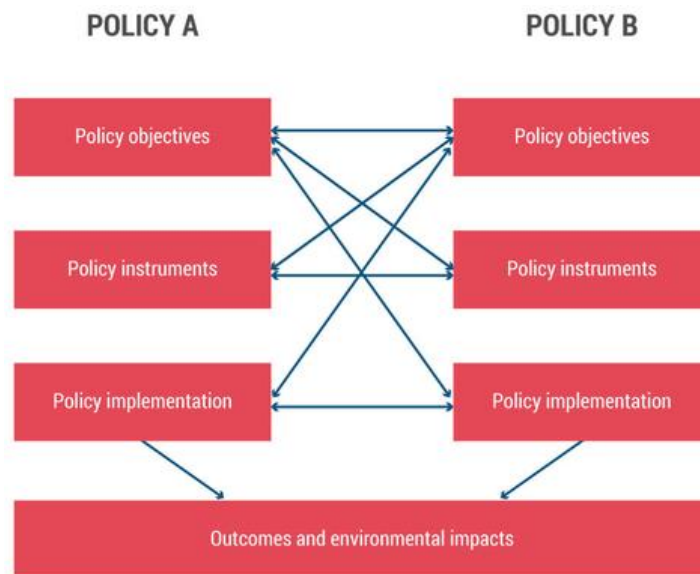 POLICY A
POLICY B
Policy objectives
Policy objectives
Policy instruments
Policy instruments
Policy implementation
Policy implementation
Outcomes and environmental impacts